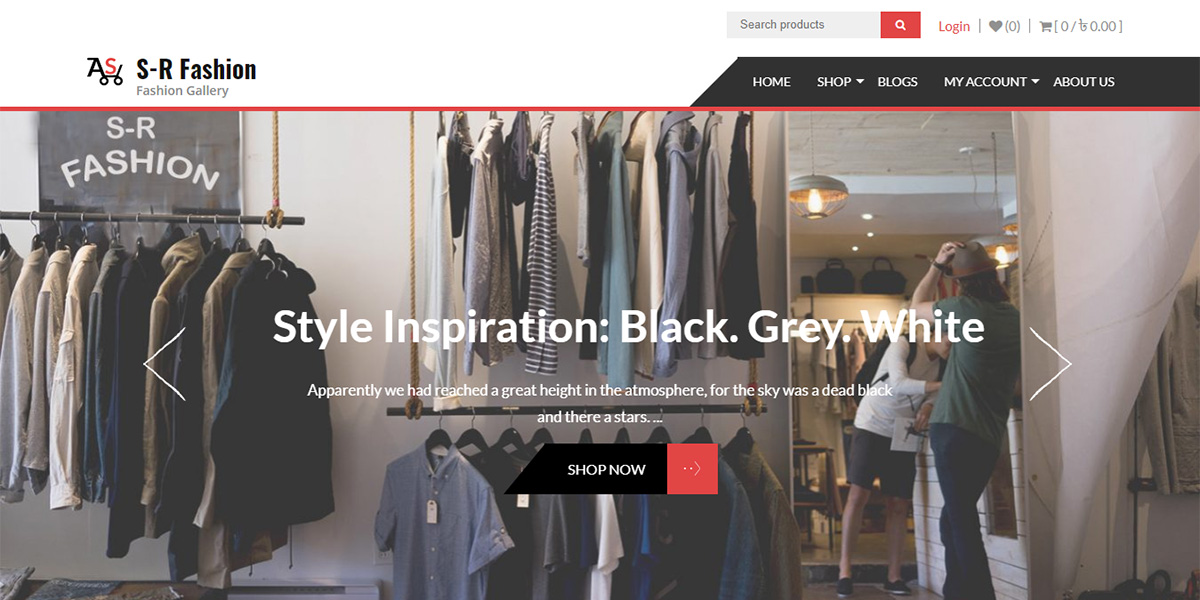 Search products
Login
(0)
[ 0 / ৳ 0.00 ]
AS
S-R Fashion
Fashion Gallery
HOME
SHOP
BLOGS
MY ACCOUNT
ABOUT US
S-R
FASHION
Style Inspiration: Black. Grey. White
Apparently we had reached a great height in the atmosphere, for the sky was a dead black
and there a stars. ...
SHOP NOW